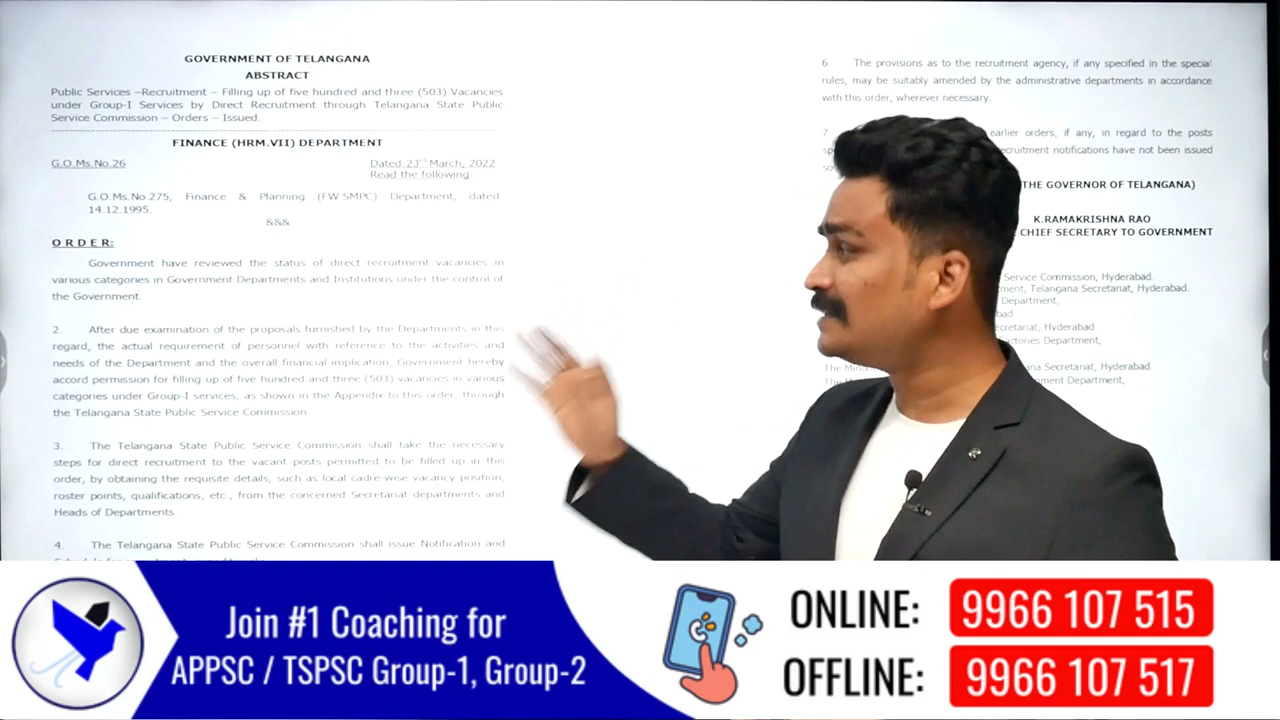 GOVERNMENT OF TELANGANA
ABSTRACT
Public Services –Recruitment – Filling up of five hundred and three (503) Vacancies
under Group-I Services by Direct Recruitment through Telangana State Public
Service Commission – Orders – Issued.
FINANCE (HRM.VII) DEPARTMENT
G.O.Ms.No.26
Dated:23rd March, 2022
Read the following
G.O.Ms.No.275, Finance & Planning (FW-SMPC) Department, dated
14.12.1995.
&&&
O R D E R:
Government have reviewed the status of direct recruitment vacancies in
various categories in Government Departments and Institutions under the control of
the Government.
2. After due examination of the proposals furnished by the Departments in this
regard, the actual requirement of personnel with reference to the activities and
needs of the Department and the overall financial implication, Government hereby
accord permission for filling up of five hundred and three (503) vacancies in various
categories under Group-I services, as shown in the Appendix to this order, through
the Telangana State Public Service Commission.
3. The Telangana State Public Service Commission shall take the necessary
steps for direct recruitment to the vacant posts permitted to be filled up in this
order, by obtaining the requisite details, such as local cadre-wise vacancy position,
roster points, qualifications, etc., from the concerned Secretariat departments and
Heads of Departments.
4. The Telangana State Public Service Commission shall issue Notification and
6. The provisions as to the recruitment agency, if any specified in the special
rules, may be suitably amended by the administrative departments in accordance
with this order, wherever necessary.
7 earlier orders, if any, in regard to the posts
recruitment notifications have not been issued
THE GOVERNOR OF TELANGANA)
K.RAMAKRISHNA RAO
CHIEF SECRETARY TO GOVERNMENT
Service Commission, Hyderabad.
Telangana Secretariat, Hyderabad.
Department,
Hyderabad
Department,
Secretariat, Hyderabad.
Department,
Join #1 Coaching for
APPSC / TSPSC Group-1, Group-2
ONLINE: 9966 107 515
OFFLINE: 9966 107 517